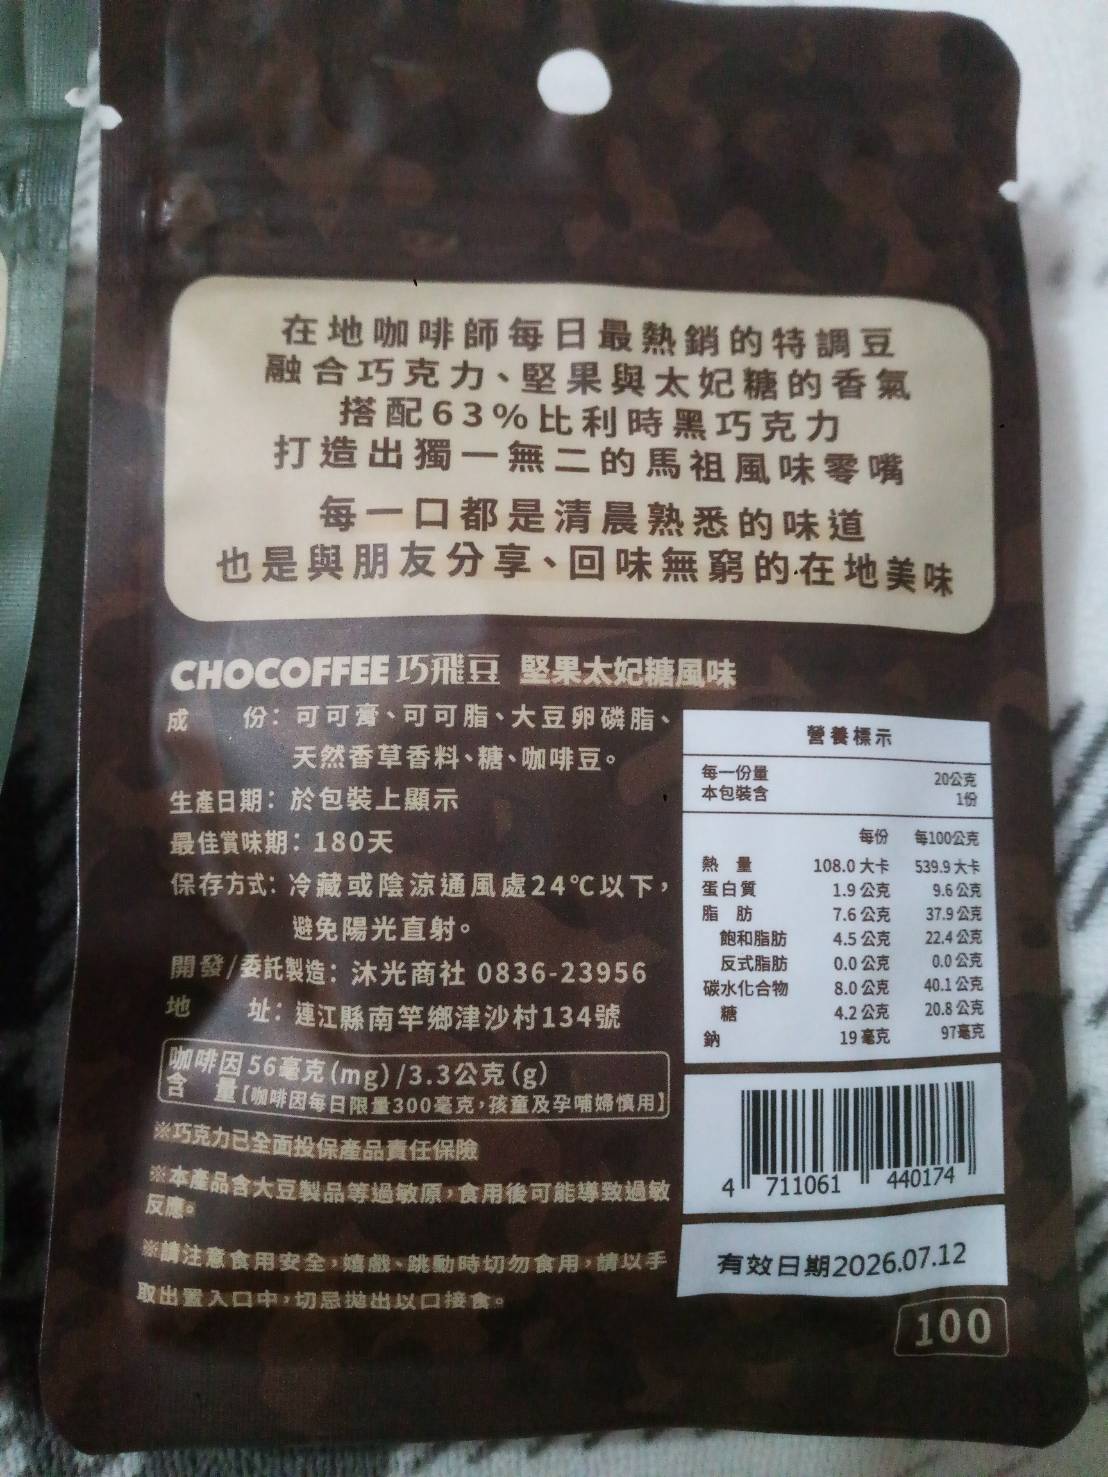 在地咖啡師每日最熱銷的特調豆
融合巧克力、堅果與太妃糖的香氣
搭配63%比利時黑巧克力
打造出獨一無二的馬祖風味零嘴
每一口都是清晨熟悉的味道
也是與朋友分享、回味無窮的在地美味
CHOCOFFEE 巧飛豆 堅果太妃糖風味
成 份：可可膏、可可脂、大豆卵磷脂、
天然香草香料、糖、咖啡豆。
生產日期：於包裝上顯示
最佳賞味期：180天
保存方式：冷藏或陰涼通風處24℃以下，
避免陽光直射。
開發/委託製造：沐光商社 0836-23956
地 址：連江縣南竿鄉津沙村134號
咖啡因含量 56毫克(mg)/3.3公克(g)
【咖啡因每日限量300毫克，孩童及孕哺婦慎用】
※巧克力已全面投保產品責任保險
※本產品含大豆製品等過敏原，食用後可能導致過敏
反應。
※請注意食用安全，嬉戲、跳動時切勿食用，請以手
取出置入口中，切忌拋出以口接食。
營養標示
每一份量 20公克
本包裝含 1份
每份 每100公克
熱 量 108.0大卡 539.9大卡
蛋白質 1.9公克 9.6公克
脂 肪 7.6公克 37.9公克
飽和脂肪 4.5公克 22.4公克
反式脂肪 0.0公克 0.0公克
碳水化合物 8.0公克 40.1公克
糖 4.2公克 20.8公克
鈉 19毫克 97毫克
4 711061 440174
有效日期2026.07.12
100